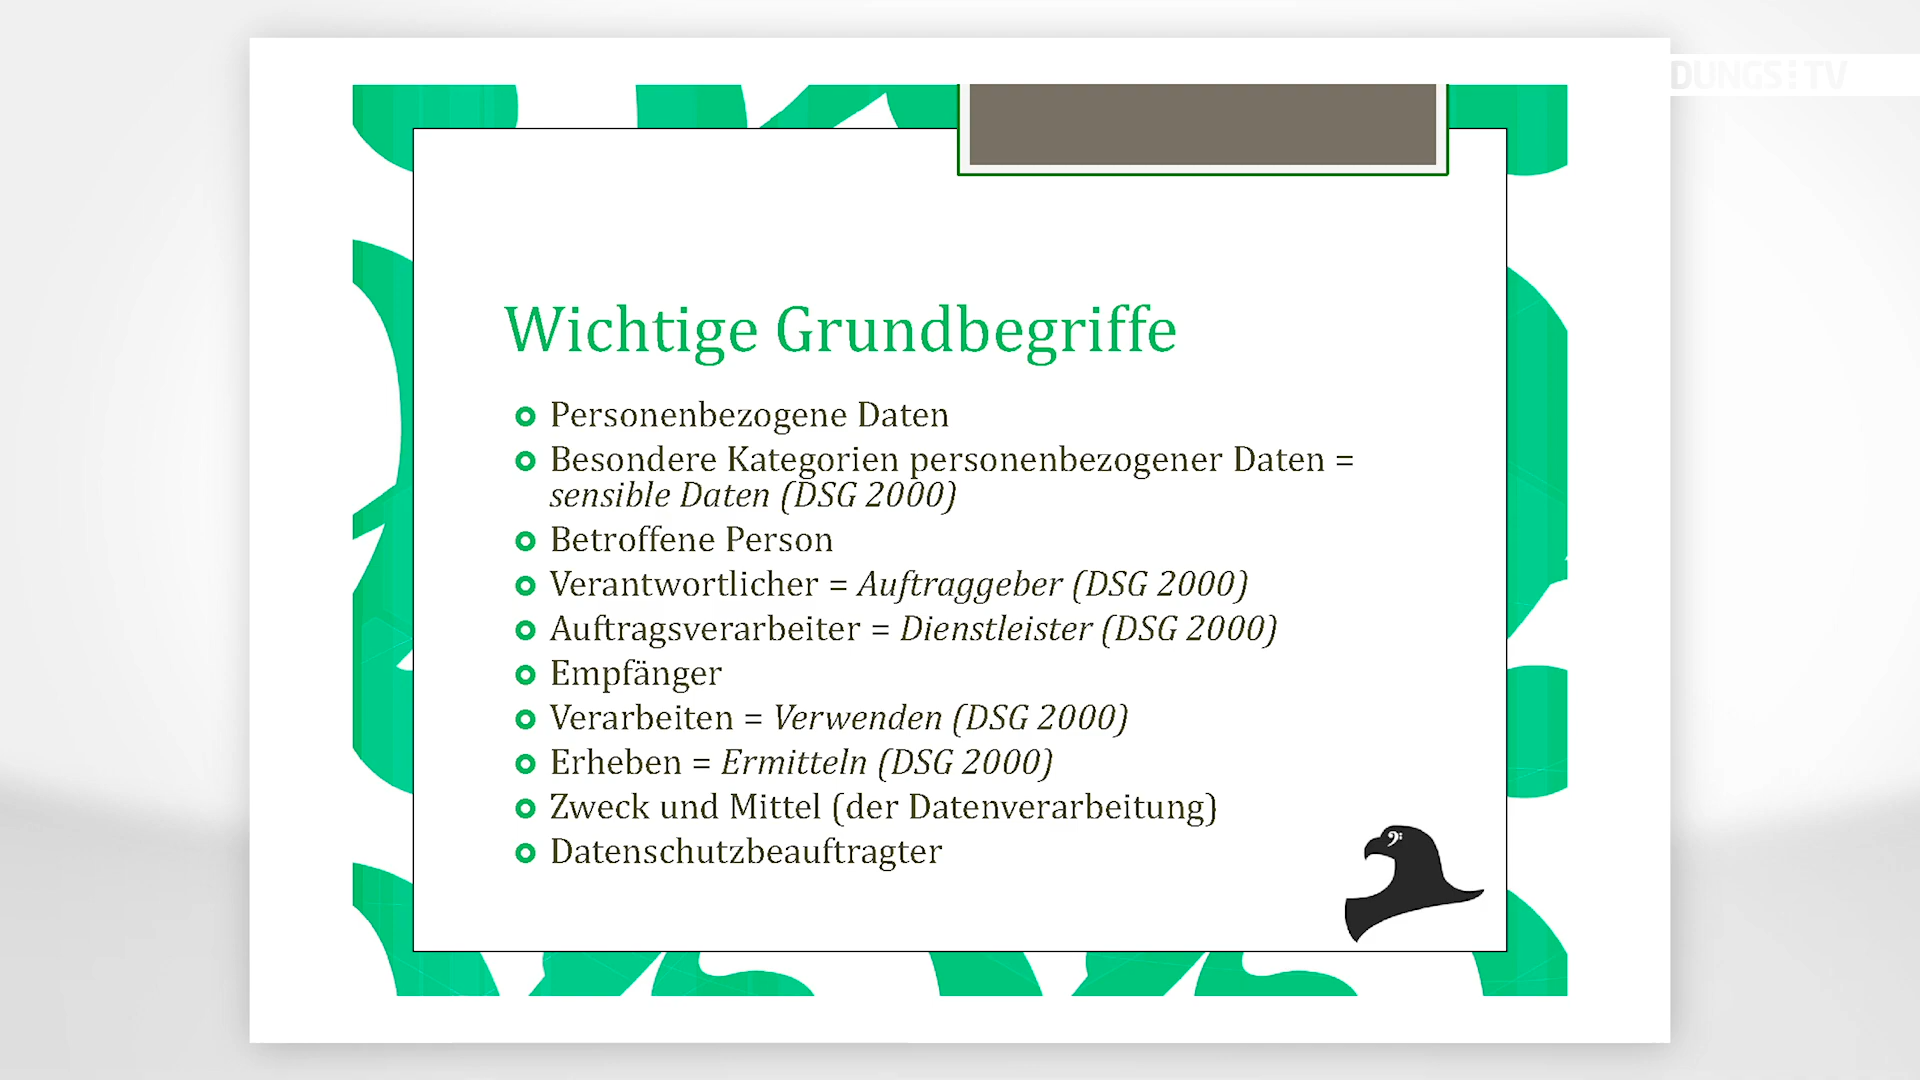 DUNGS TV
Wichtige Grundbegriffe
Personenbezogene Daten
Besondere Kategorien personenbezogener Daten =
sensible Daten (DSG 2000)
Betroffene Person
Verantwortlicher = Auftraggeber (DSG 2000)
Auftragsverarbeiter = Dienstleister (DSG 2000)
Empfänger
Verarbeiten = Verwenden (DSG 2000)
Erheben = Ermitteln (DSG 2000)
Zweck und Mittel (der Datenverarbeitung)
Datenschutzbeauftragter